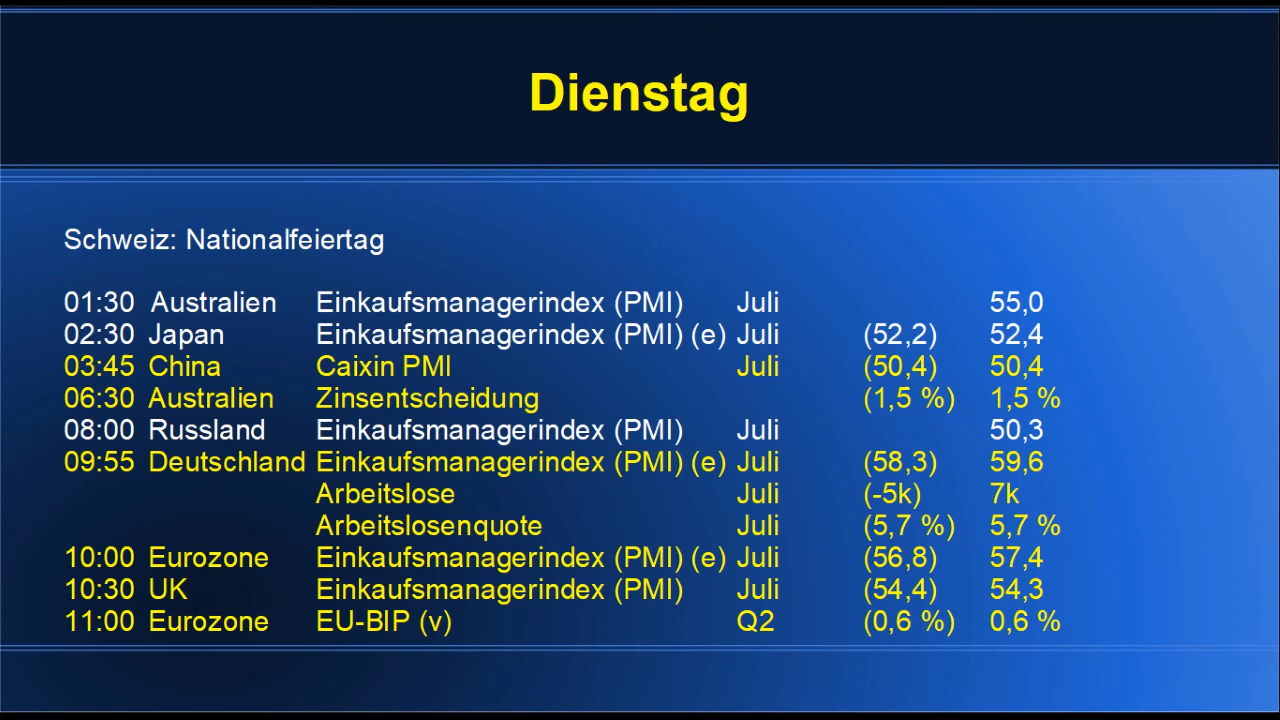 Dienstag
Schweiz: Nationalfeiertag
01:30 Australien Einkaufsmanagerindex (PMI) Juli 55,0
02:30 Japan Einkaufsmanagerindex (PMI) (e) Juli (52,2) 52,4
03:45 China Caixin PMI Juli (50,4) 50,4
06:30 Australien Zinsentscheidung (1,5 %) 1,5 %
08:00 Russland Einkaufsmanagerindex (PMI) Juli 50,3
09:55 Deutschland Einkaufsmanagerindex (PMI) (e) Juli (58,3) 59,6
Arbeitslose Juli (-5k) 7k
Arbeitslosenquote Juli (5,7 %) 5,7 %
10:00 Eurozone Einkaufsmanagerindex (PMI) (e) Juli (56,8) 57,4
10:30 UK Einkaufsmanagerindex (PMI) Juli (54,4) 54,3
11:00 Eurozone EU-BIP (v) Q2 (0,6 %) 0,6 %